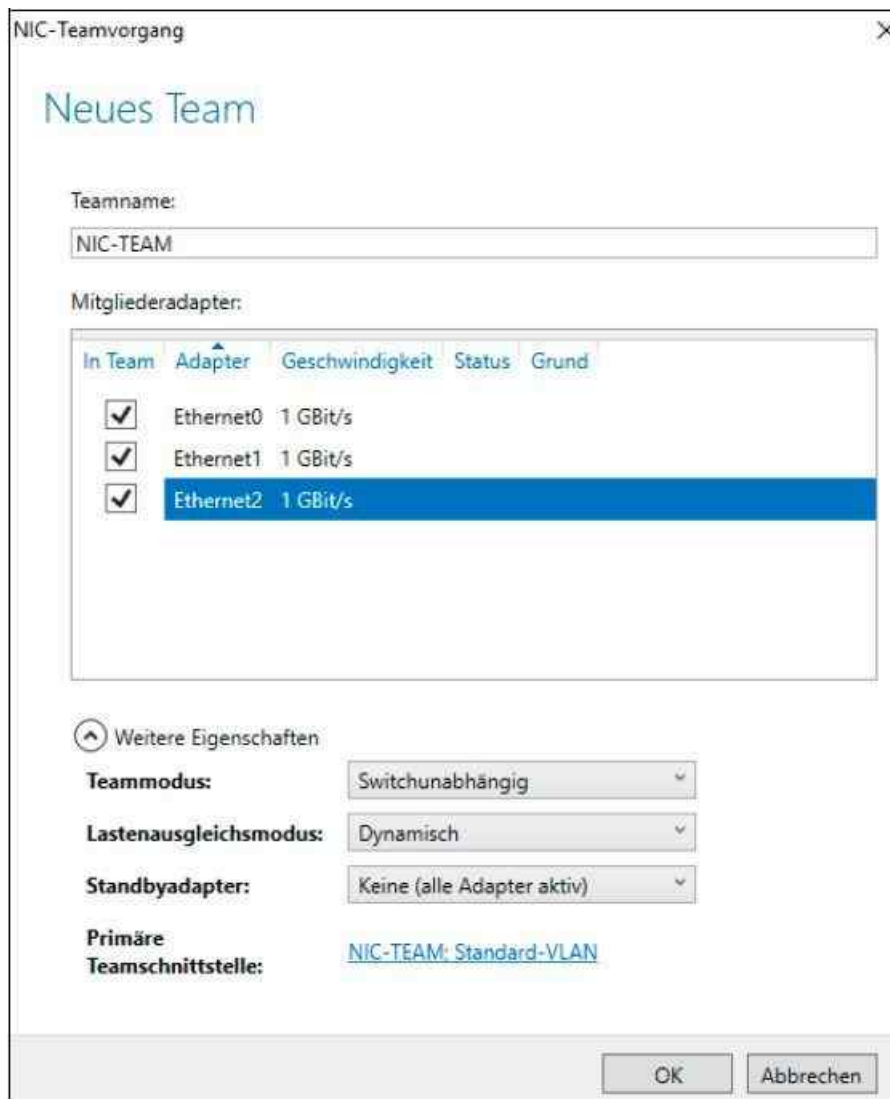 NIC-Teamvorgang
Neues Team
Teamname:
NIC-TEAM
Mitgliederadapter:
In Team Adapter Geschwindigkeit Status Grund
Ethernet0 1 GBit/s
Ethernet1 1 GBit/s
Ethernet2 1 GBit/s
Weitere Eigenschaften
Teammodus: Switchunabhängig
Lastenausgleichsmodus: Dynamisch
Standbyadapter: Keine (alle Adapter aktiv)
Primäre
Teamschnittstelle: NIC-TEAM: Standard-VLAN
OK Abbrechen